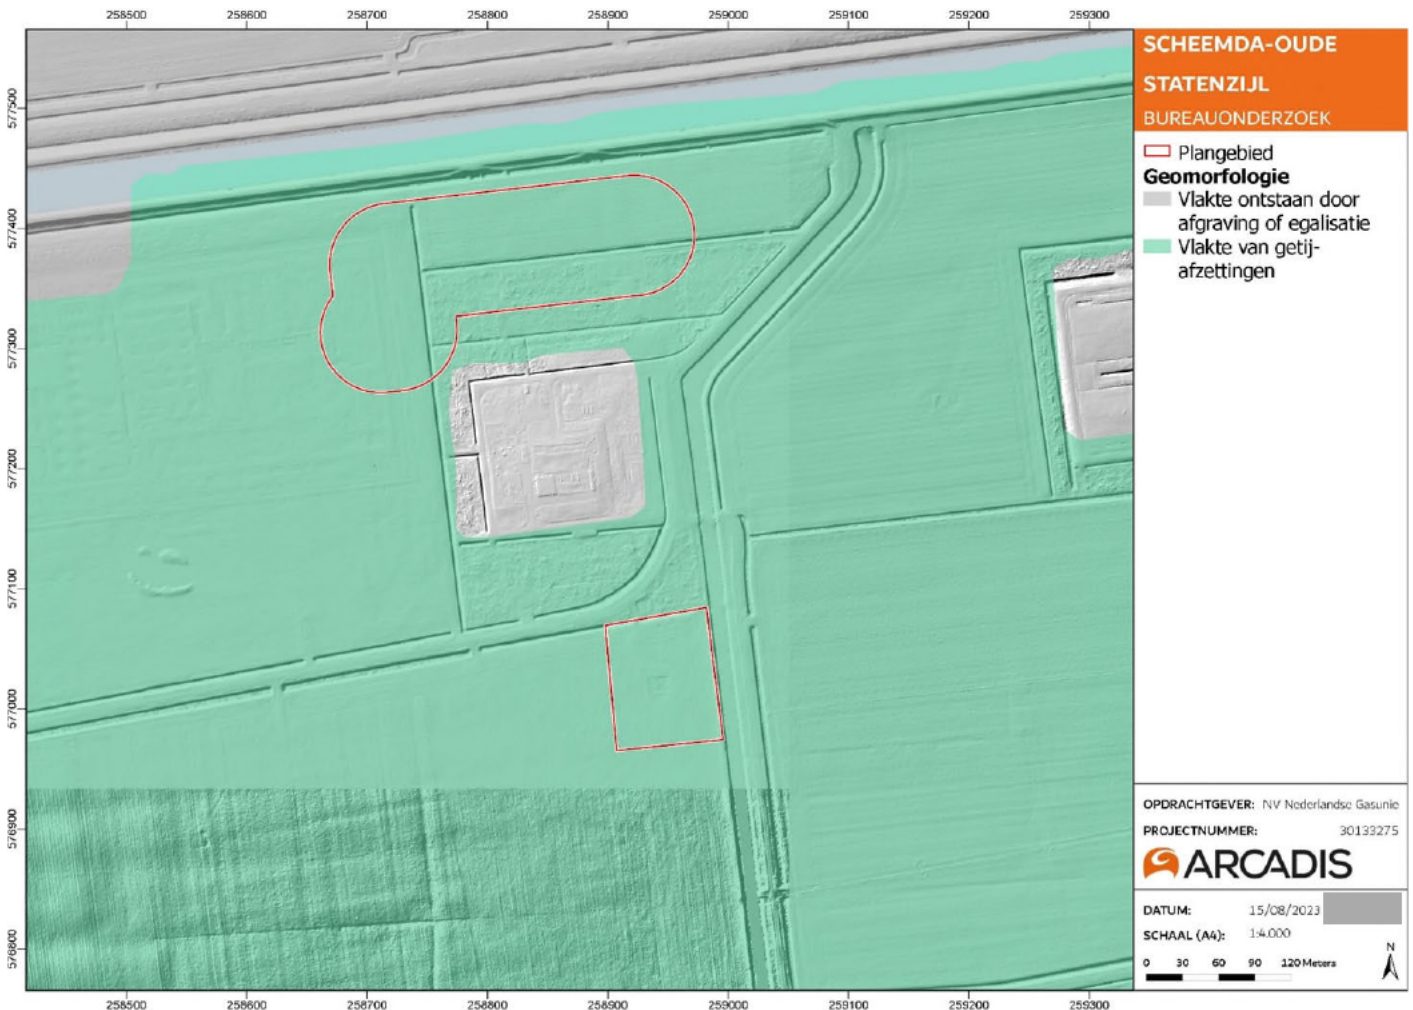 258500 258600 258700 258800 258900 259000 259100 259200 259300
577500
577400
577300
577200
577100
577000
576900
576800
258500 258600 258700 258800 258900 259000 259100 259200 259300
SCHEEMDA-OUDE
STATENZIJL
BUREAUONDERZOEK
Plangebied
Geomorfologie
Vlakte ontstaan door
afgraving of egalisatie
Vlakte van getij-
afzettingen
OPDRACHTGEVER: NV Nederlandse Gasunie
PROJECTNUMMER: 30133275
ARCADIS
DATUM: 15/08/2023
SCHAAL (A4): 1:4.000
0 30 60 90 120 Meters
N